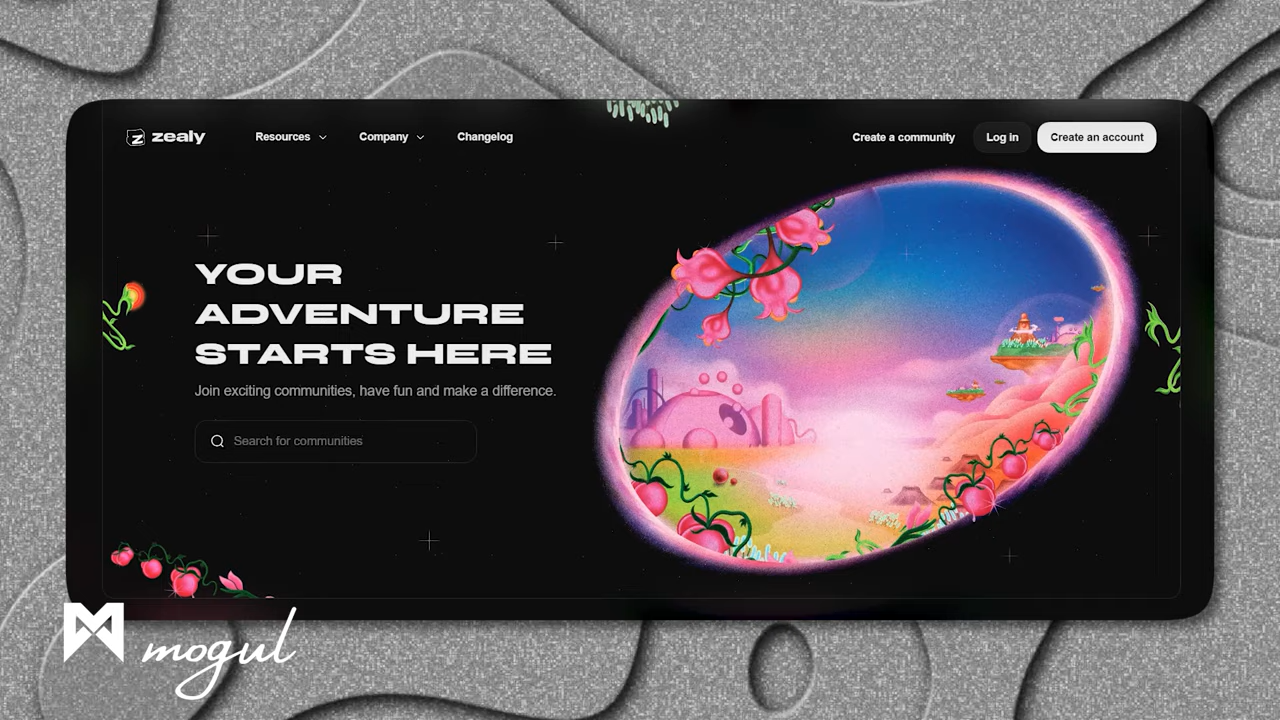 zealy
Resources
Company
Changelog
Create a community
Log in
Create an account
YOUR
ADVENTURE
STARTS HERE
Join exciting communities, have fun and make a difference.
Search for communities
mogul